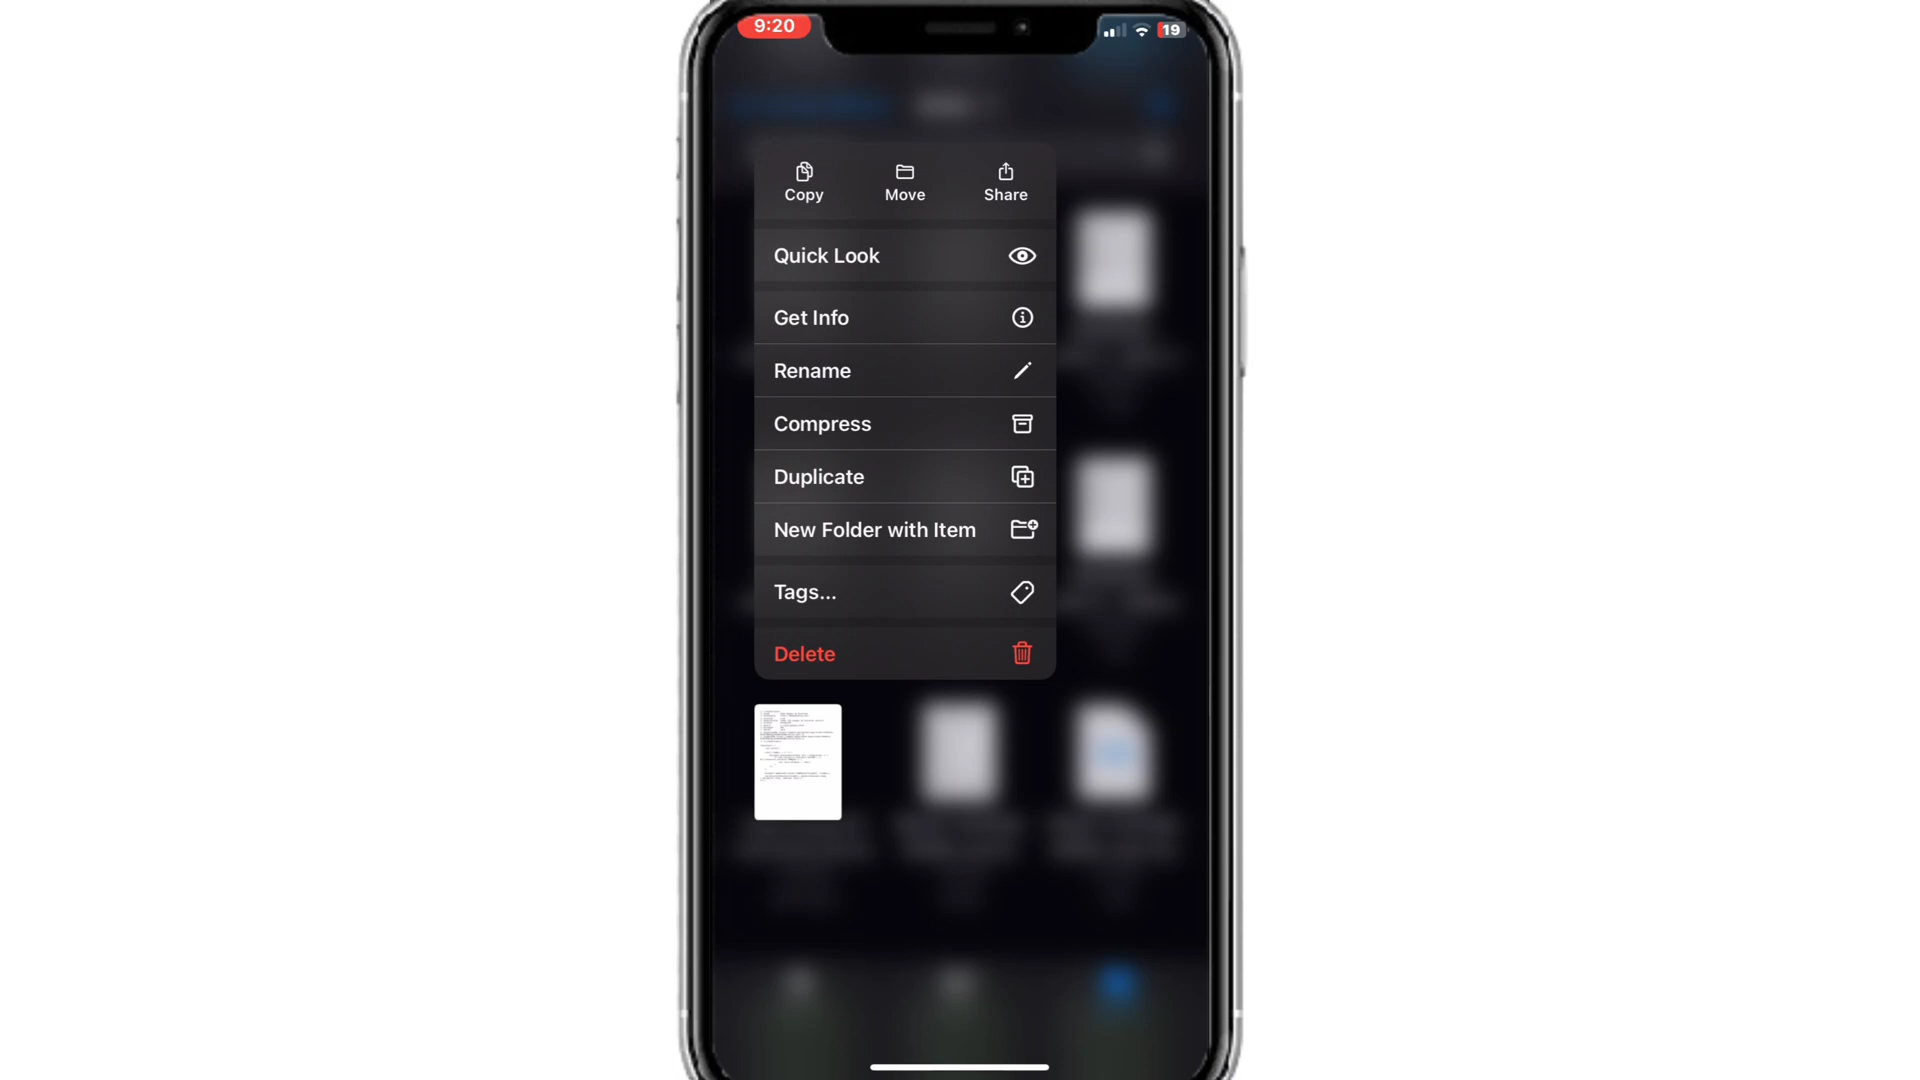 9:20
19
Copy Move Share
Quick Look
Get Info
Rename
Compress
Duplicate
New Folder with Item
Tags...
Delete